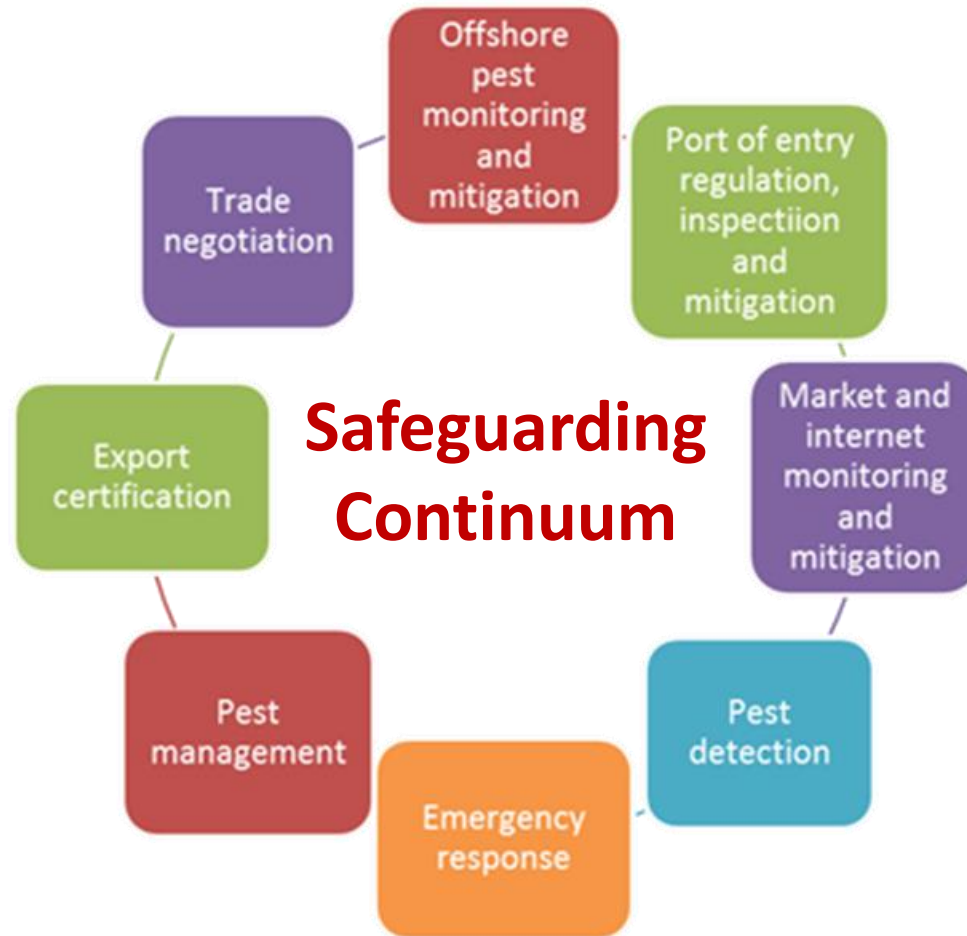 Offshore
pest
monitoring
and
mitigation
Port of entry
regulation,
inspectiion
and
mitigation
Market and
internet
monitoring
and
mitigation
Pest
detection
Emergency
response
Pest
management
Export
certification
Trade
negotiation
Safeguarding
Continuum